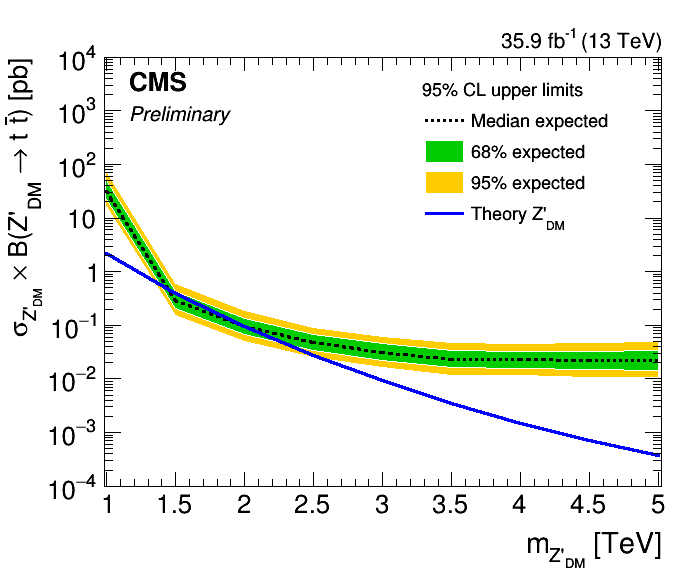 35.9 fb⁻¹ (13 TeV)
CMS
Preliminary
95% CL upper limits
Median expected
68% expected
95% expected
Theory Z'_DM
σ_Z'_DM × B(Z'_DM → t t̄) [pb]
10⁴
10³
10²
10
1
10⁻¹
10⁻²
10⁻³
10⁻⁴
1 1.5 2 2.5 3 3.5 4 4.5 5
m_Z'_DM [TeV]